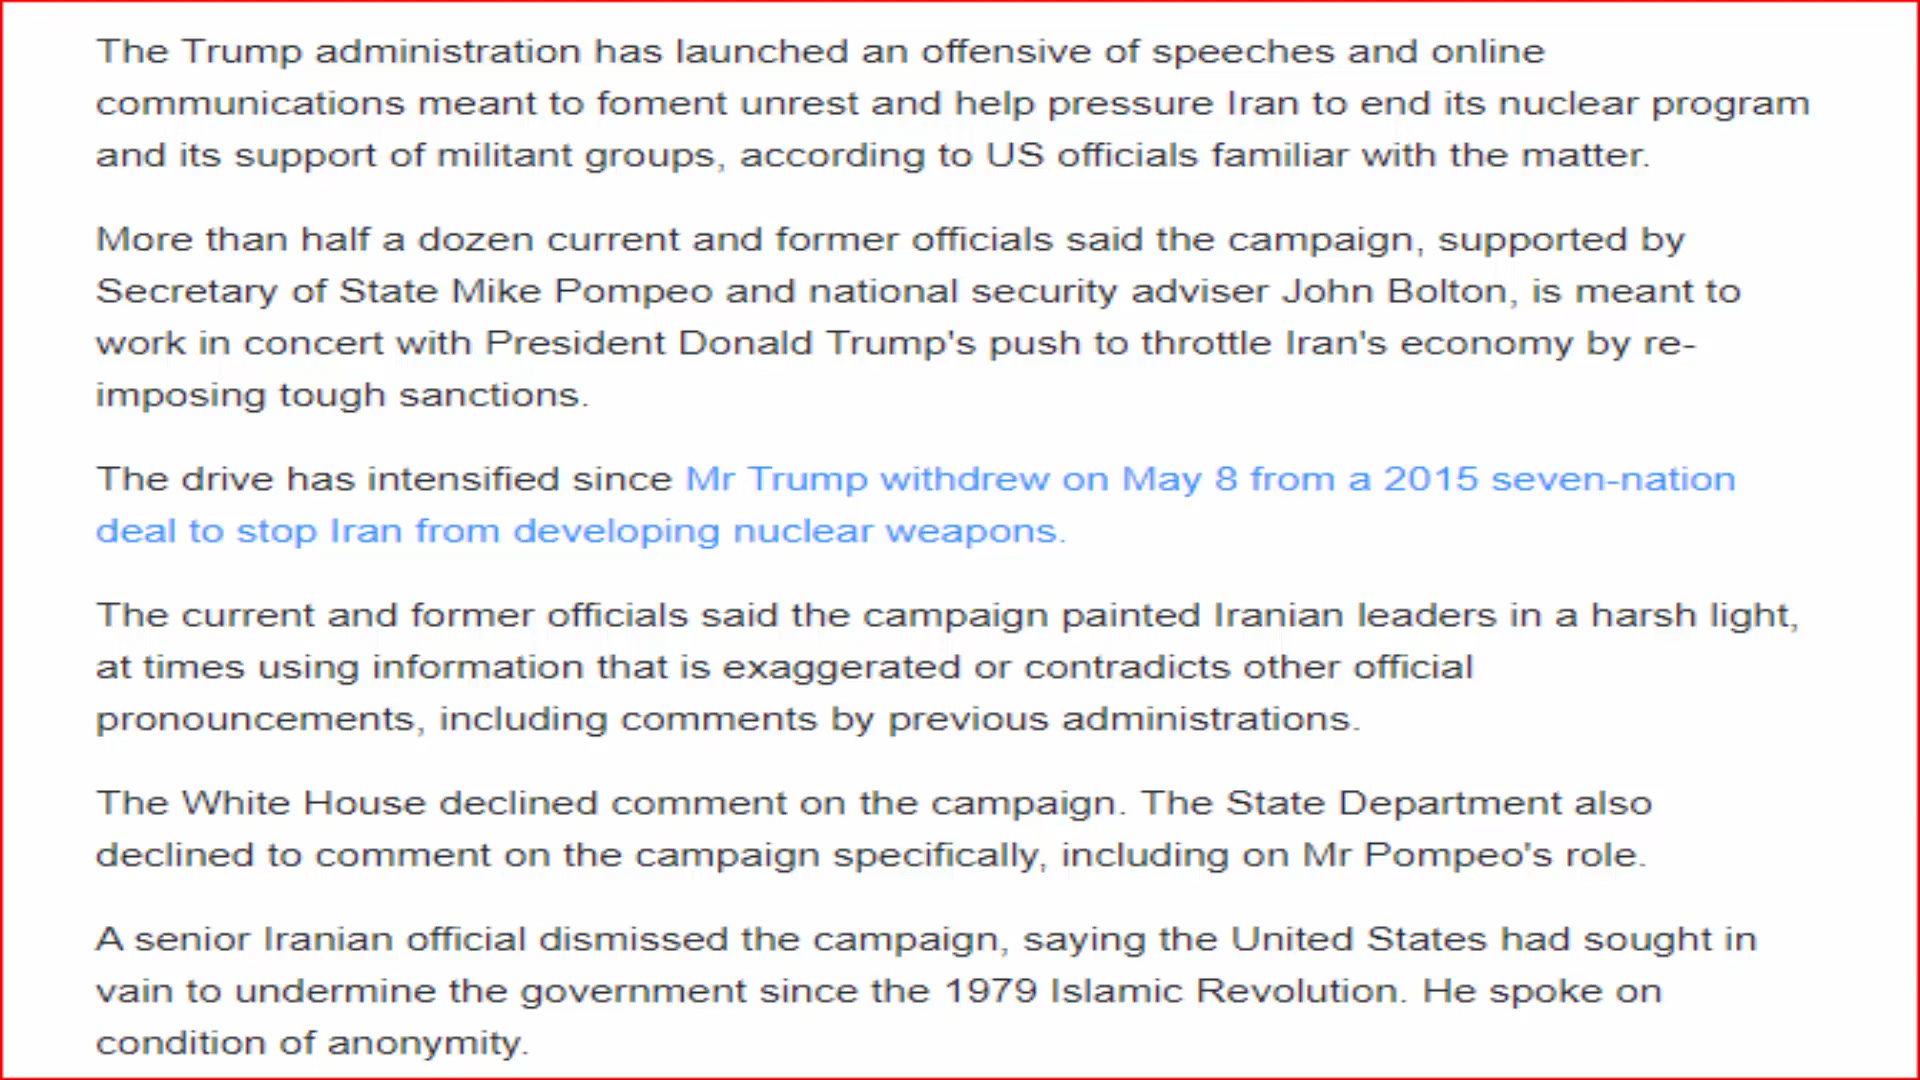 The Trump administration has launched an offensive of speeches and online
communications meant to foment unrest and help pressure Iran to end its nuclear program
and its support of militant groups, according to US officials familiar with the matter.
More than half a dozen current and former officials said the campaign, supported by
Secretary of State Mike Pompeo and national security adviser John Bolton, is meant to
work in concert with President Donald Trump's push to throttle Iran's economy by re-
imposing tough sanctions.
The drive has intensified since Mr Trump withdrew on May 8 from a 2015 seven-nation
deal to stop Iran from developing nuclear weapons.
The current and former officials said the campaign painted Iranian leaders in a harsh light,
at times using information that is exaggerated or contradicts other official
pronouncements, including comments by previous administrations.
The White House declined comment on the campaign. The State Department also
declined to comment on the campaign specifically, including on Mr Pompeo's role.
A senior Iranian official dismissed the campaign, saying the United States had sought in
vain to undermine the government since the 1979 Islamic Revolution. He spoke on
condition of anonymity.